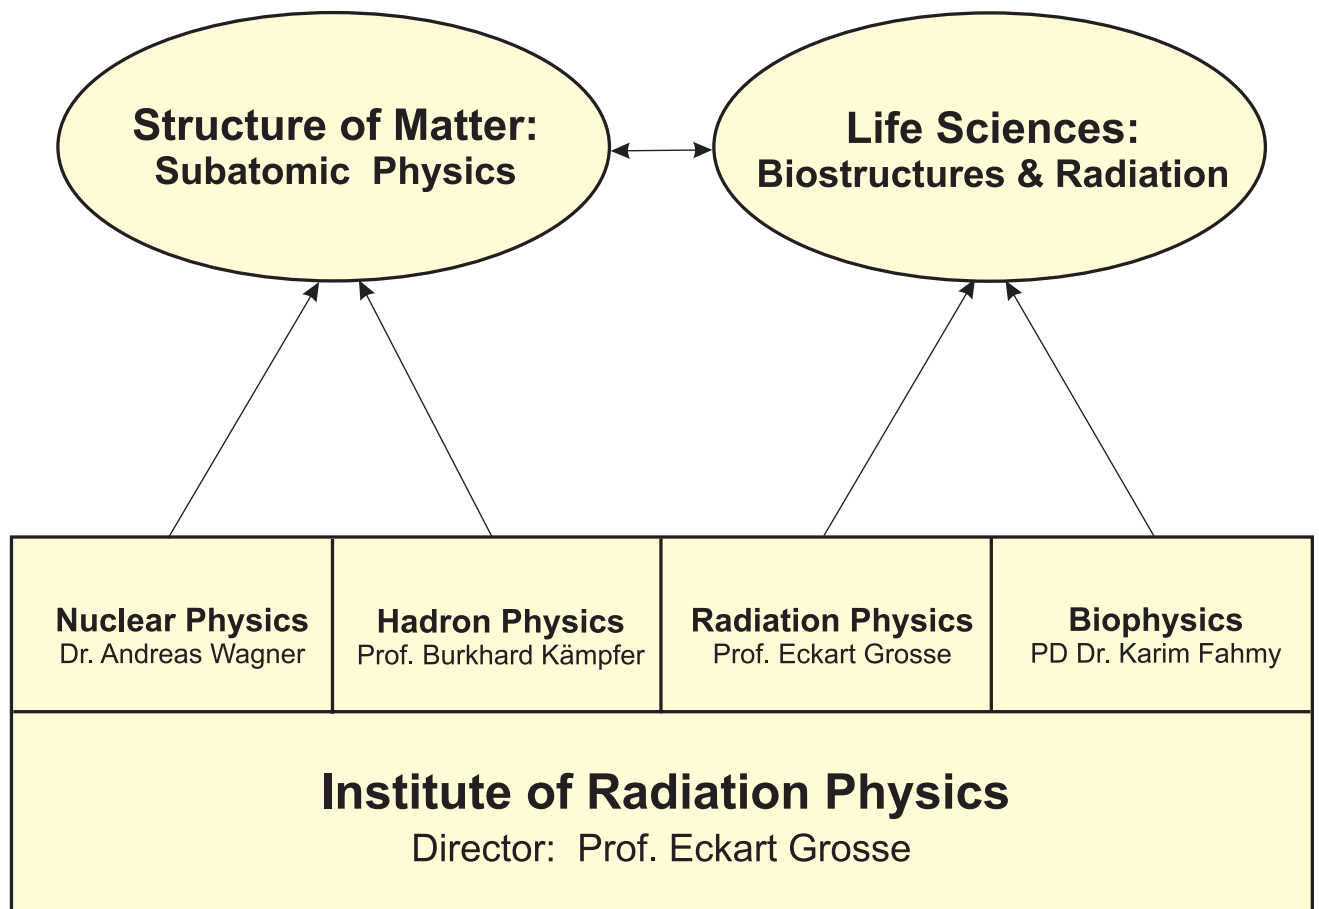 Structure of Matter:
Subatomic Physics
Life Sciences:
Biostructures & Radiation
Nuclear Physics
Dr. Andreas Wagner
Hadron Physics
Prof. Burkhard Kämpfer
Radiation Physics
Prof. Eckart Grosse
Biophysics
PD Dr. Karim Fahmy
Institute of Radiation Physics
Director: Prof. Eckart Grosse